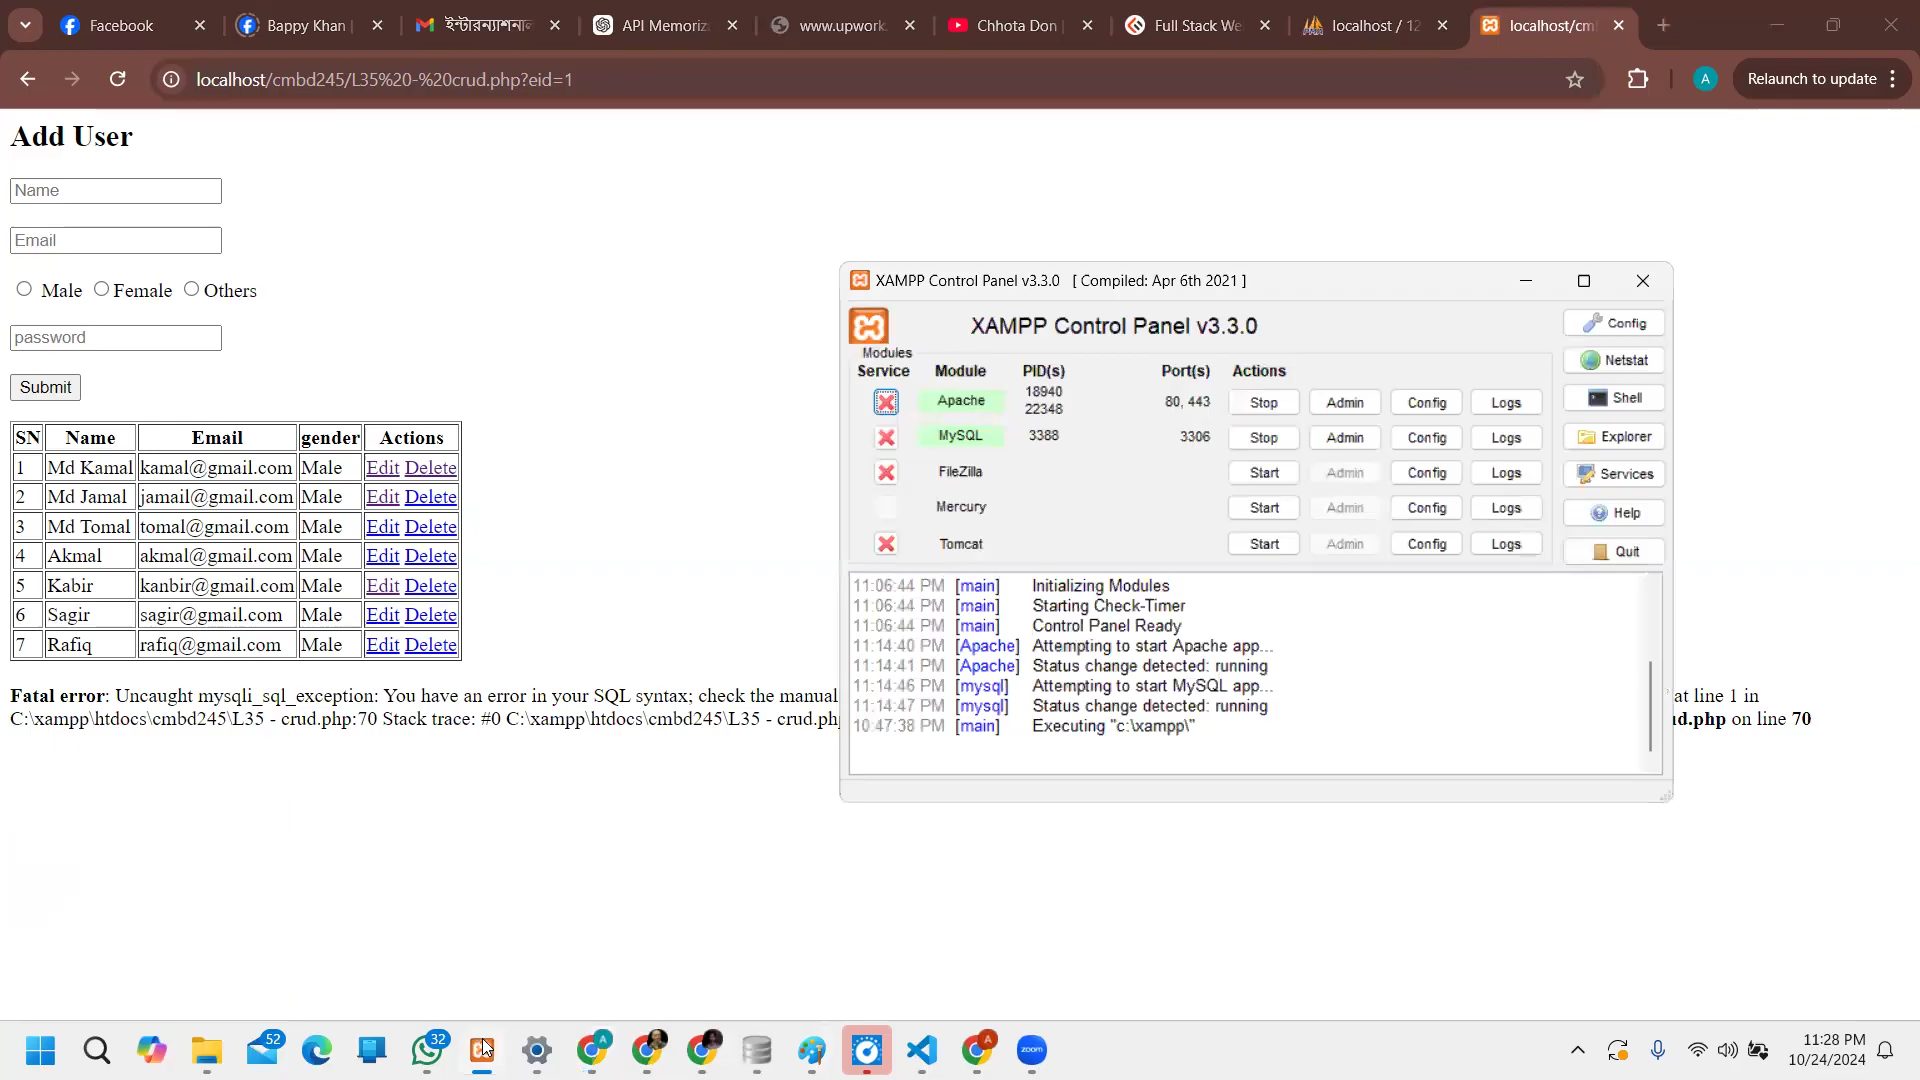 Facebook
Bappy Khan
ইন্টারন্যাশনাল
API Memoriz
www.upwork.
Chhota Don
Full Stack We
localhost / 12
localhost/cm
localhost/cmbd245/L35%20-%20crud.php?eid=1
A
Relaunch to update
Add User
Name
Email
Male Female Others
password
Submit
SN Name Email gender Actions
1 Md Kamal kamal@gmail.com Male Edit Delete
2 Md Jamal jamail@gmail.com Male Edit Delete
3 Md Tomal tomal@gmail.com Male Edit Delete
4 Akmal akmal@gmail.com Male Edit Delete
5 Kabir kanbir@gmail.com Male Edit Delete
6 Sagir sagir@gmail.com Male Edit Delete
7 Rafiq rafiq@gmail.com Male Edit Delete
Fatal error: Uncaught mysqli_sql_exception: You have an error in your SQL syntax; check the manual at line 1 in
C:\xampp\htdocs\cmbd245\L35 - crud.php:70 Stack trace: #0 C:\xampp\htdocs\cmbd245\L35 - crud.ph ud.php on line 70
XAMPP Control Panel v3.3.0 [ Compiled: Apr 6th 2021 ]
XAMPP Control Panel v3.3.0
Modules
Service Module PID(s) Port(s) Actions
Apache 18940 22348 80, 443 Stop Admin Config Logs
MySQL 3388 3306 Stop Admin Config Logs
FileZilla Start Admin Config Logs
Mercury Start Admin Config Logs
Tomcat Start Admin Config Logs
Config
Netstat
Shell
Explorer
Services
Help
Quit
11:06:44 PM [main] Initializing Modules
11:06:44 PM [main] Starting Check-Timer
11:06:44 PM [main] Control Panel Ready
11:14:40 PM [Apache] Attempting to start Apache app...
11:14:41 PM [Apache] Status change detected: running
11:14:46 PM [mysql] Attempting to start MySQL app...
11:14:47 PM [mysql] Status change detected: running
10:47:38 PM [main] Executing "c:\xampp\"
52
32
A
A
zoom
11:28 PM
10/24/2024